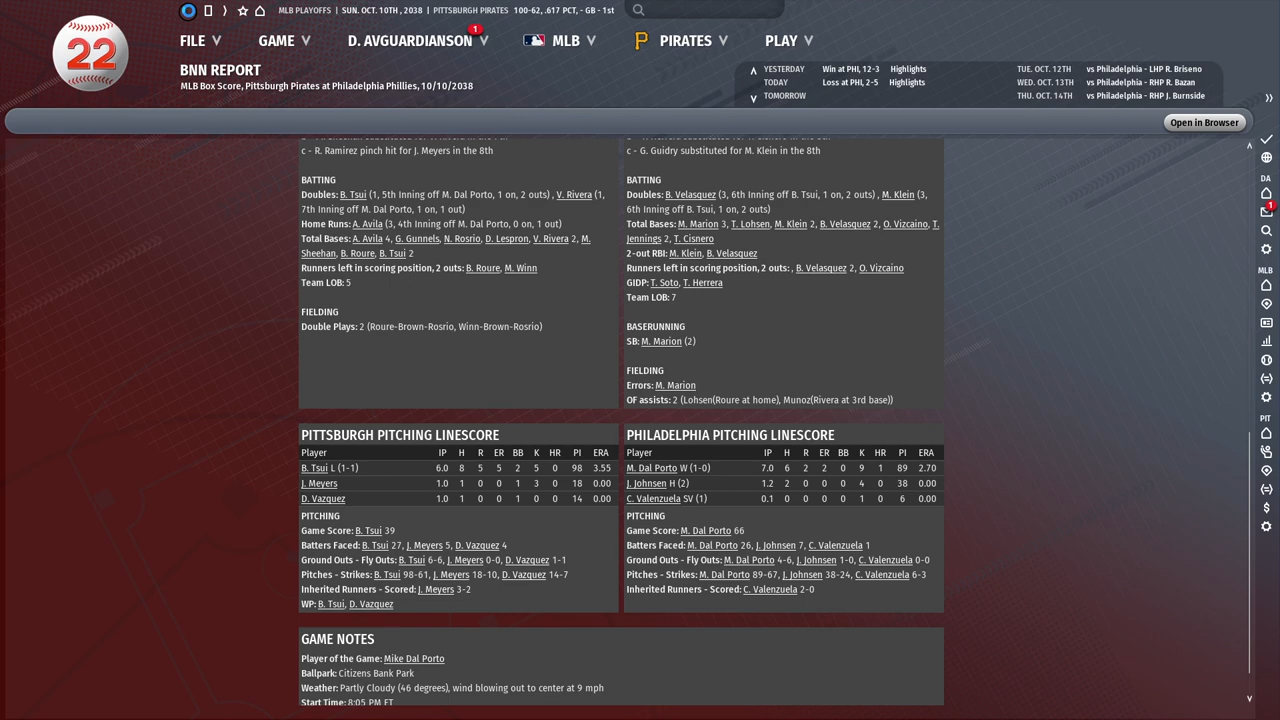 MLB PLAYOFFS | SUN. OCT. 10TH , 2038 | PITTSBURGH PIRATES 100-62, .617 PCT, - GB - 1st
22
FILE GAME D. AVGUARDIANSON 1 MLB PIRATES PLAY
BNN REPORT
MLB Box Score, Pittsburgh Pirates at Philadelphia Phillies, 10/10/2038
YESTERDAY Win at PHI, 12-3 Highlights TUE. OCT. 12TH vs Philadelphia - LHP R. Briseno
TODAY Loss at PHI, 2-5 Highlights WED. OCT. 13TH vs Philadelphia - RHP R. Bazan
TOMORROW THU. OCT. 14TH vs Philadelphia - RHP J. Burnside
Open in Browser
c - R. Ramirez pinch hit for J. Meyers in the 8th
BATTING
Doubles: B. Tsui (1, 5th Inning off M. Dal Porto, 1 on, 2 outs) , V. Rivera (1,
7th Inning off M. Dal Porto, 1 on, 1 out)
Home Runs: A. Avila (3, 4th Inning off M. Dal Porto, 0 on, 1 out)
Total Bases: A. Avila 4, G. Gunnels, N. Rosrio, D. Lespron, V. Rivera 2, M.
Sheehan, B. Roure, B. Tsui 2
Runners left in scoring position, 2 outs: B. Roure, M. Winn
Team LOB: 5
FIELDING
Double Plays: 2 (Roure-Brown-Rosrio, Winn-Brown-Rosrio)
c - G. Guidry substituted for M. Klein in the 8th
BATTING
Doubles: B. Velasquez (3, 6th Inning off B. Tsui, 1 on, 2 outs) , M. Klein (3,
6th Inning off B. Tsui, 1 on, 2 outs)
Total Bases: M. Marion 3, T. Lohsen, M. Klein 2, B. Velasquez 2, O. Vizcaino, T.
Jennings 2, T. Cisnero
2-out RBI: M. Klein, B. Velasquez
Runners left in scoring position, 2 outs: , B. Velasquez 2, O. Vizcaino
GIDP: T. Soto, T. Herrera
Team LOB: 7
BASERUNNING
SB: M. Marion (2)
FIELDING
Errors: M. Marion
OF assists: 2 (Lohsen(Roure at home), Munoz(Rivera at 3rd base))
PITTSBURGH PITCHING LINESCORE
Player IP H R ER BB K HR PI ERA
B. Tsui L (1-1) 6.0 8 5 5 2 5 0 98 3.55
J. Meyers 1.0 1 0 0 1 3 0 18 0.00
D. Vazquez 1.0 1 0 0 1 0 0 14 0.00
PITCHING
Game Score: B. Tsui 39
Batters Faced: B. Tsui 27, J. Meyers 5, D. Vazquez 4
Ground Outs - Fly Outs: B. Tsui 6-6, J. Meyers 0-0, D. Vazquez 1-1
Pitches - Strikes: B. Tsui 98-61, J. Meyers 18-10, D. Vazquez 14-7
Inherited Runners - Scored: J. Meyers 3-2
WP: B. Tsui, D. Vazquez
PHILADELPHIA PITCHING LINESCORE
Player IP H R ER BB K HR PI ERA
M. Dal Porto W (1-0) 7.0 6 2 2 0 9 1 89 2.70
J. Johnsen H (2) 1.2 2 0 0 0 4 0 38 0.00
C. Valenzuela SV (1) 0.1 0 0 0 0 1 0 6 0.00
PITCHING
Game Score: M. Dal Porto 66
Batters Faced: M. Dal Porto 26, J. Johnsen 7, C. Valenzuela 1
Ground Outs - Fly Outs: M. Dal Porto 4-6, J. Johnsen 1-0, C. Valenzuela 0-0
Pitches - Strikes: M. Dal Porto 89-67, J. Johnsen 38-24, C. Valenzuela 6-3
Inherited Runners - Scored: C. Valenzuela 2-0
GAME NOTES
Player of the Game: Mike Dal Porto
Ballpark: Citizens Bank Park
Weather: Partly Cloudy (46 degrees), wind blowing out to center at 9 mph
Start Time: 8:05 PM ET
DA
1
MLB
PIT